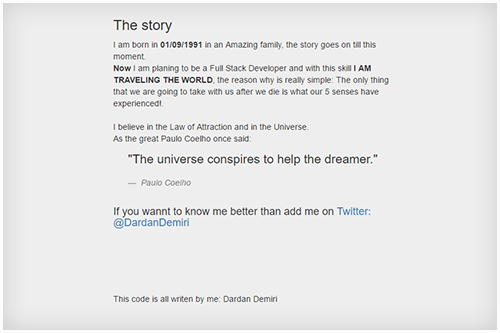 The story
I am born in 01/09/1991 in an Amazing family, the story goes on till this
moment.
Now I am planing to be a Full Stack Developer and with this skill I AM
TRAVELING THE WORLD, the reason why is really simple: The only thing
that we are going to take with us after we die is what our 5 senses have
experienced!.
I believe in the Law of Attraction and in the Universe.
As the great Paulo Coelho once said:
"The universe conspires to help the dreamer."
— Paulo Coelho
If you wannt to know me better than add me on Twitter:
@DardanDemiri
This code is all writen by me: Dardan Demiri